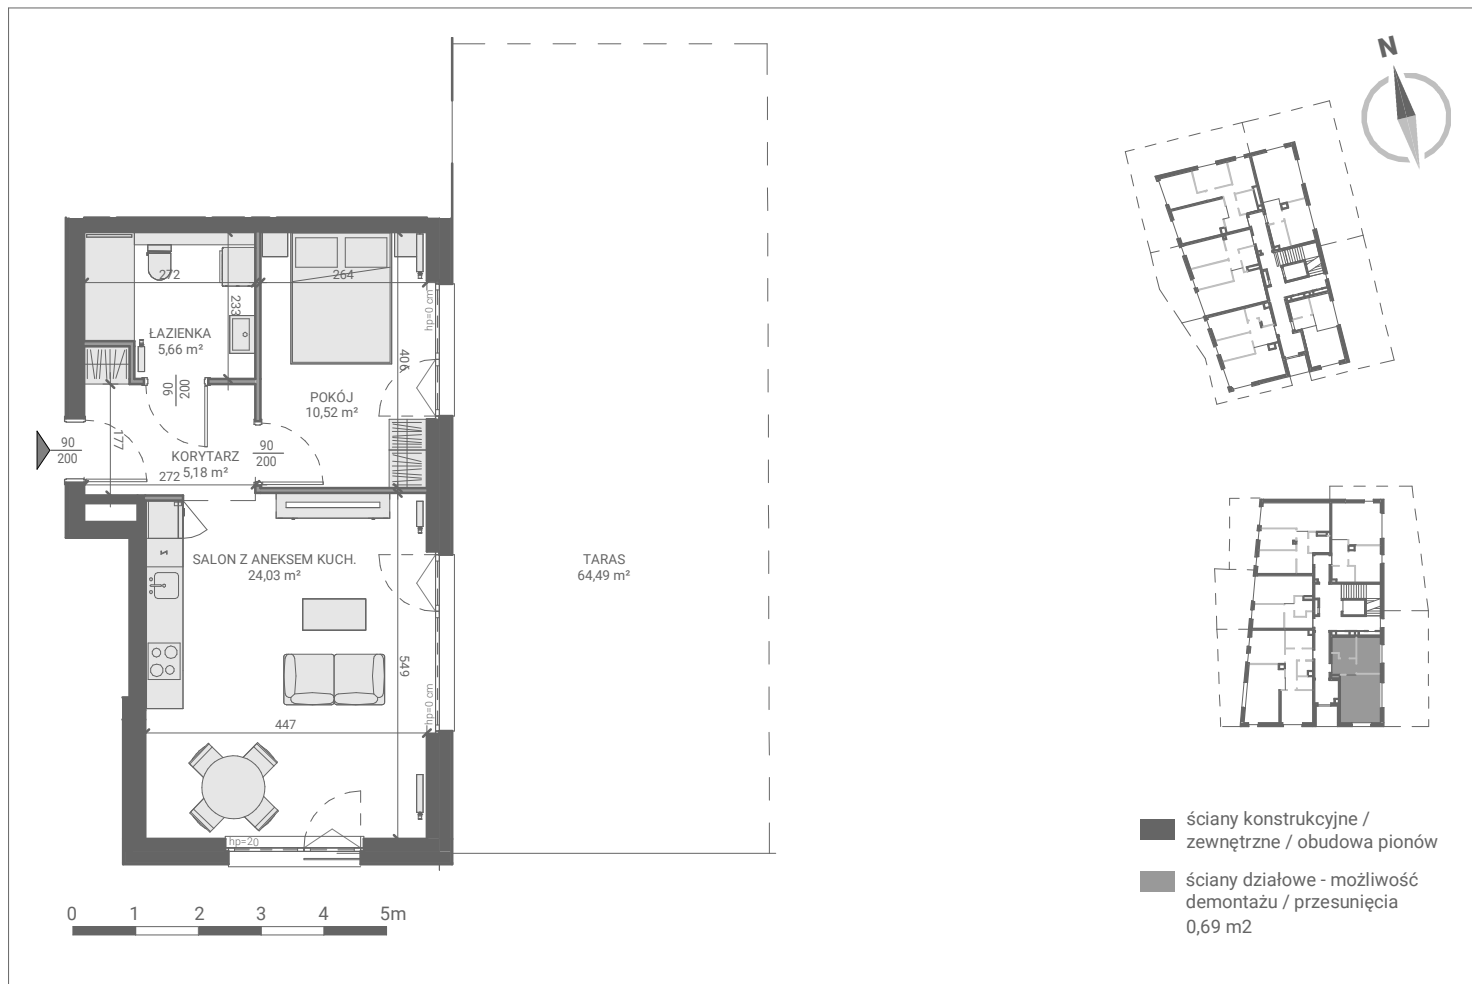 N
272
264
233
hp=0 cm
ŁAZIENKA
5,66 m²
406
90
200
POKÓJ
10,52 m²
90
200
177
KORYTARZ
5,18 m²
90
200
272
SALON Z ANEKSEM KUCH.
24,03 m²
TARAS
64,49 m²
549
hp=0 cm
447
hp=20
0 1 2 3 4 5m
ściany konstrukcyjne /
zewnętrzne / obudowa pionów
ściany działowe - możliwość
demontażu / przesunięcia
0,69 m2